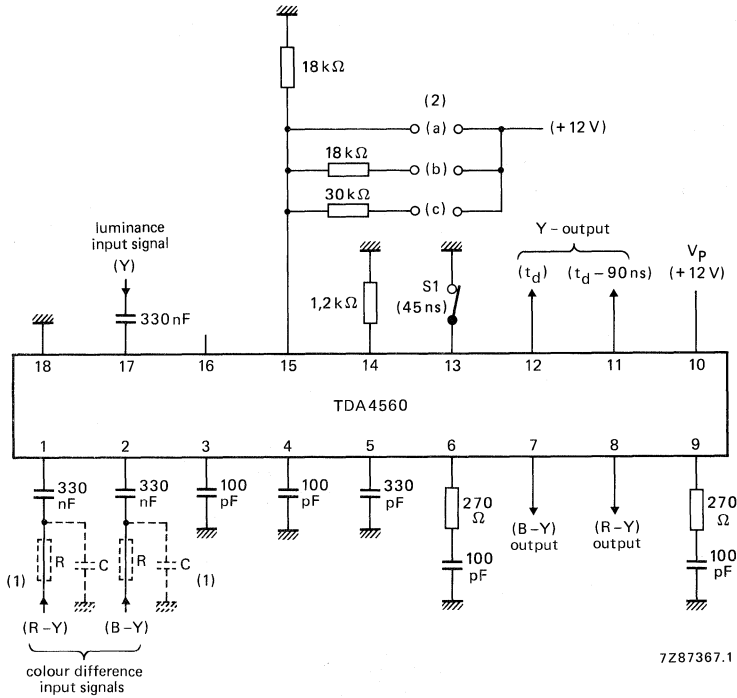 18 kΩ
(2)
(a)
(+12 V)
18 kΩ
(b)
30 kΩ
(c)
luminance
input signal
(Y)
330 nF
1,2 kΩ
S1
(45 ns)
Y – output
(td)
(td – 90 ns)
VP
(+12 V)
18
17
16
15
14
13
12
11
10
TDA4560
1
2
3
4
5
6
7
8
9
330
nF
330
nF
100
pF
100
pF
330
pF
270
Ω
100
pF
(B–Y)
output
(R–Y)
output
270
Ω
100
pF
R
C
(1)
R
C
(1)
(R–Y)
(B–Y)
colour difference
input signals
7Z87367.1